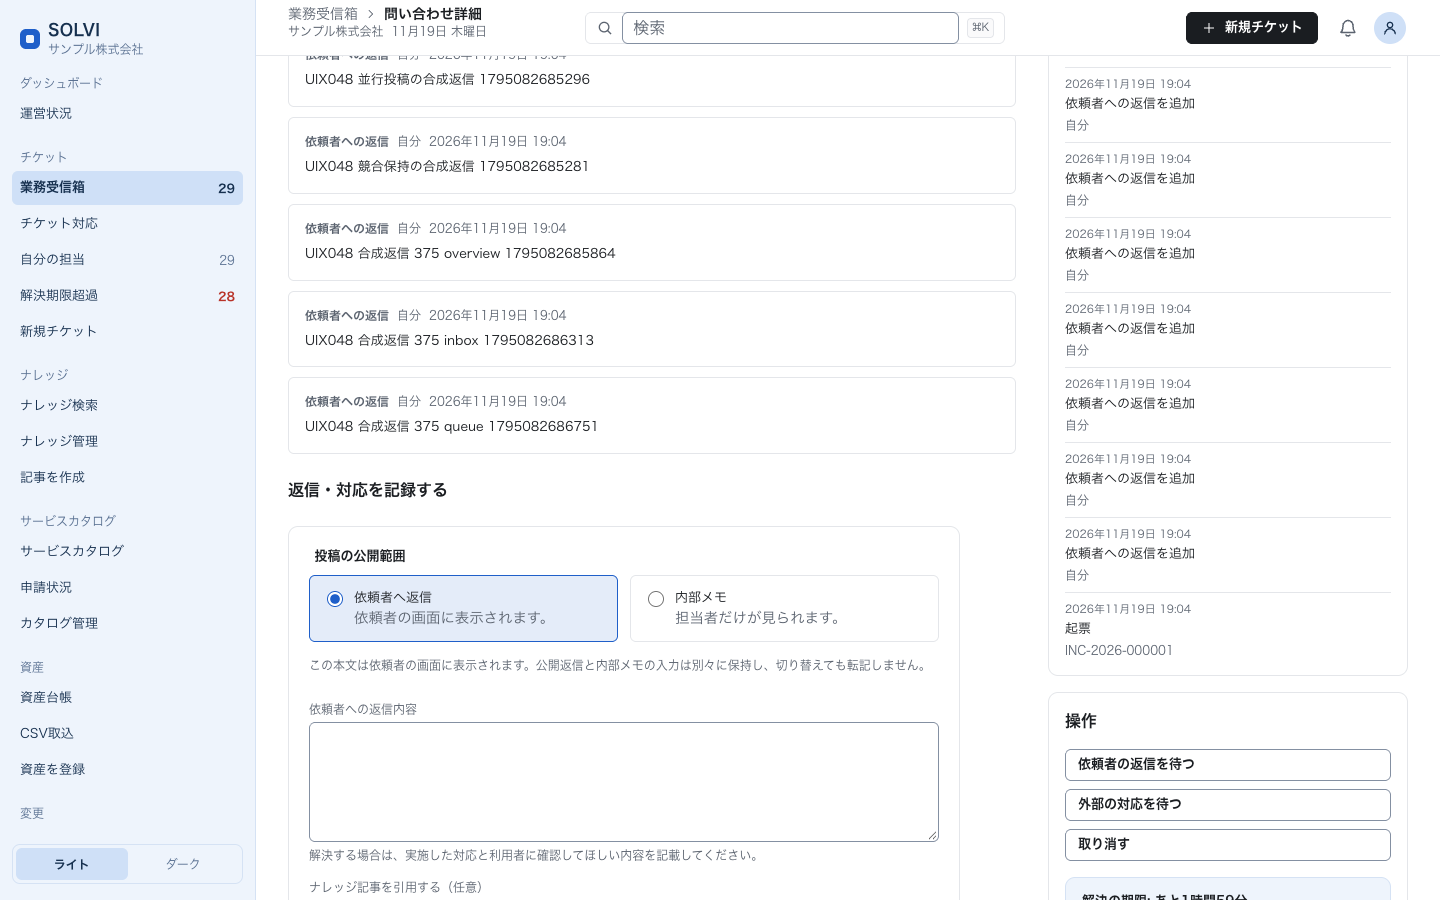 SOLVI
サンプル株式会社
ダッシュボード
運営状況
チケット
業務受信箱 29
チケット対応
自分の担当 29
解決期限超過 28
新規チケット
ナレッジ
ナレッジ検索
ナレッジ管理
記事を作成
サービスカタログ
サービスカタログ
申請状況
カタログ管理
資産
資産台帳
CSV取込
資産を登録
変更
ライト ダーク
業務受信箱 > 問い合わせ詳細
サンプル株式会社 11月19日 木曜日
検索 ⌘K
+ 新規チケット
依頼者への返信 自分 2026年11月19日 19:04
UIX048 並行投稿の合成返信 1795082685296
依頼者への返信 自分 2026年11月19日 19:04
UIX048 競合保持の合成返信 1795082685281
依頼者への返信 自分 2026年11月19日 19:04
UIX048 合成返信 375 overview 1795082685864
依頼者への返信 自分 2026年11月19日 19:04
UIX048 合成返信 375 inbox 1795082686313
依頼者への返信 自分 2026年11月19日 19:04
UIX048 合成返信 375 queue 1795082686751
返信・対応を記録する
投稿の公開範囲
依頼者へ返信
依頼者の画面に表示されます。
内部メモ
担当者だけが見られます。
この本文は依頼者の画面に表示されます。公開返信と内部メモの入力は別々に保持し、切り替えても転記しません。
依頼者への返信内容
解決する場合は、実施した対応と利用者に確認してほしい内容を記載してください。
ナレッジ記事を引用する（任意）
2026年11月19日 19:04
依頼者への返信を追加
自分
2026年11月19日 19:04
依頼者への返信を追加
自分
2026年11月19日 19:04
依頼者への返信を追加
自分
2026年11月19日 19:04
依頼者への返信を追加
自分
2026年11月19日 19:04
依頼者への返信を追加
自分
2026年11月19日 19:04
依頼者への返信を追加
自分
2026年11月19日 19:04
依頼者への返信を追加
自分
2026年11月19日 19:04
起票
INC-2026-000001
操作
依頼者の返信を待つ
外部の対応を待つ
取り消す
解決の期限: あと1時間59分